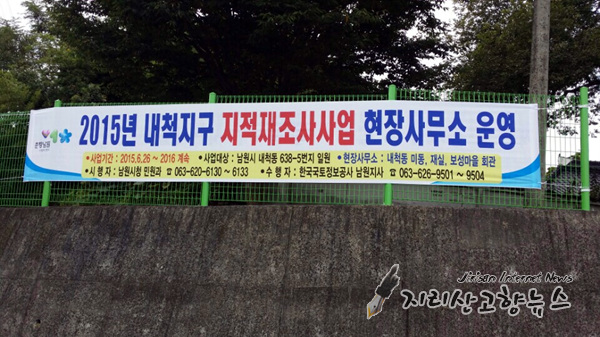 춘향남원
2015년 내척지구 지적재조사사업 현장사무소 운영
•사업기간 : 2015.6.26 ~ 2016 계속 •사업대상 : 남원시 내척동 638-5번지 일원 •현장사무소 : 내척동 미동, 재실, 보성마을 회관
•시 행 자 : 남원시청 민원과 ☎ 063-620-6130 ~ 6133 •수 행 자 : 한국국토정보공사 남원지사 ☎ 063-626-9501 ~ 9504
Jirisan Internet News
지리산고향뉴스